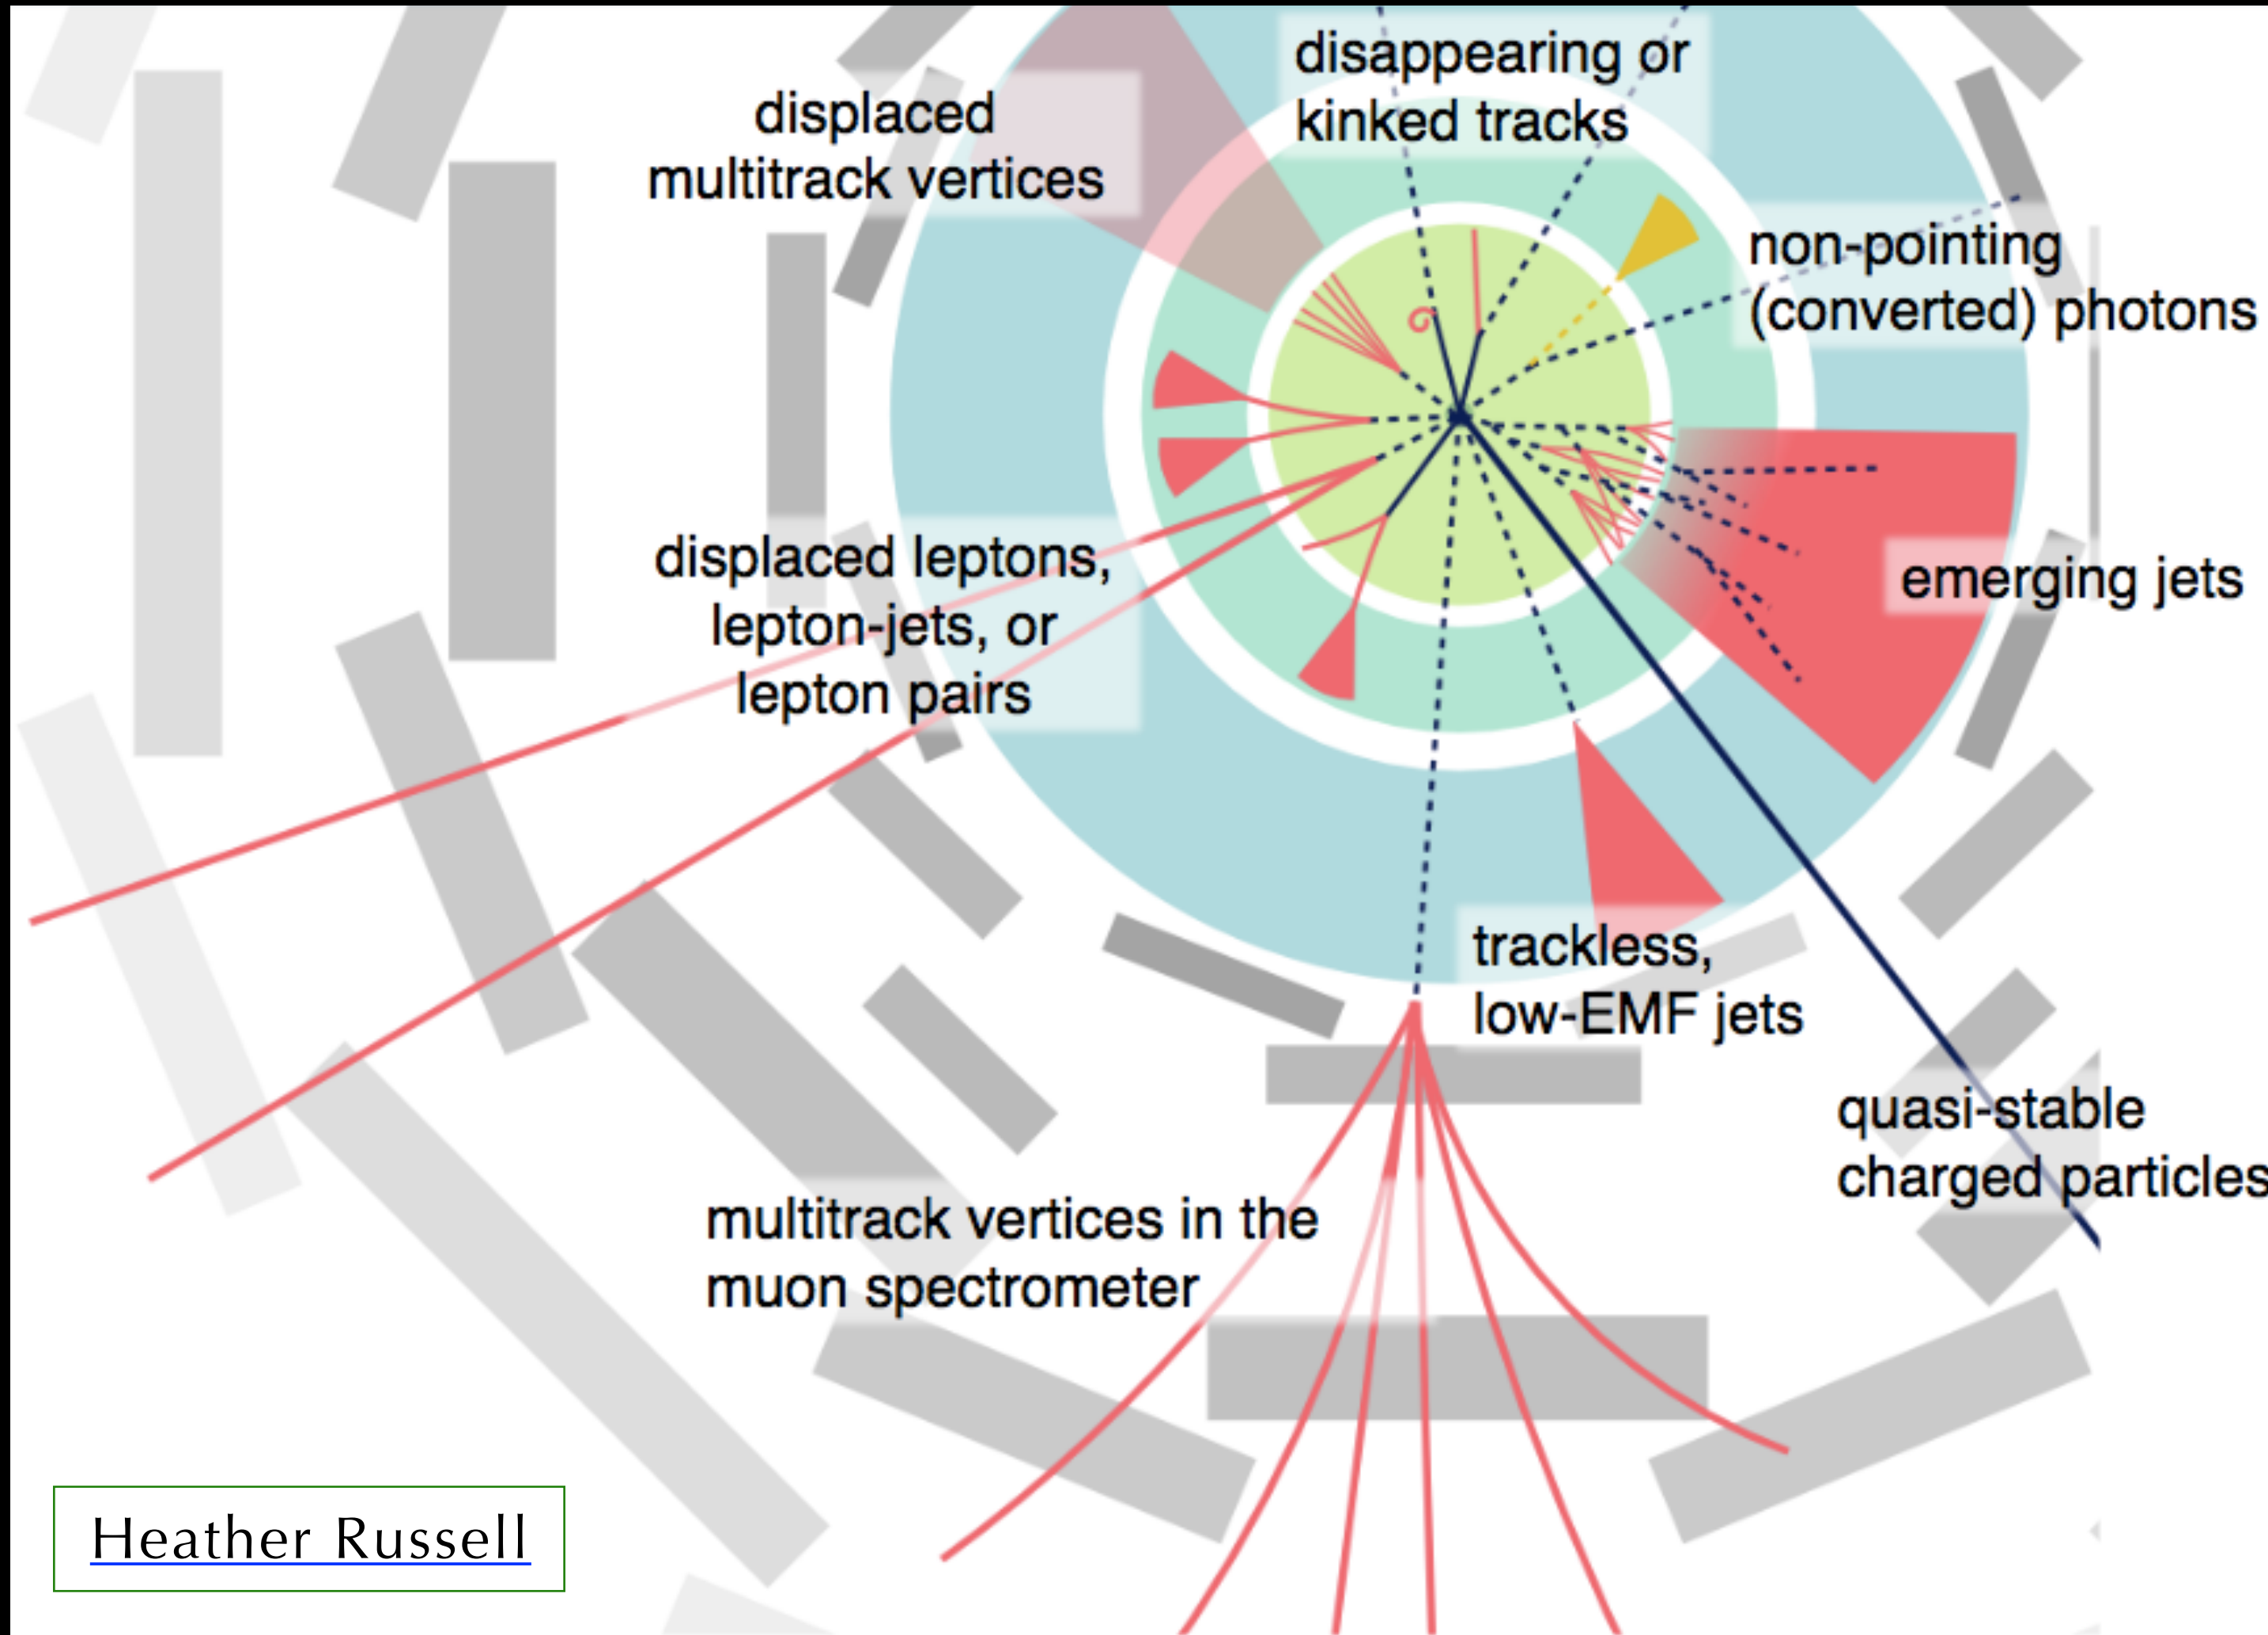 disappearing or
kinked tracks
displaced
multitrack vertices
non-pointing
(converted) photons
displaced leptons,
lepton-jets, or
lepton pairs
emerging jets
trackless,
low-EMF jets
quasi-stable
charged particles
multitrack vertices in the
muon spectrometer
Heather Russell